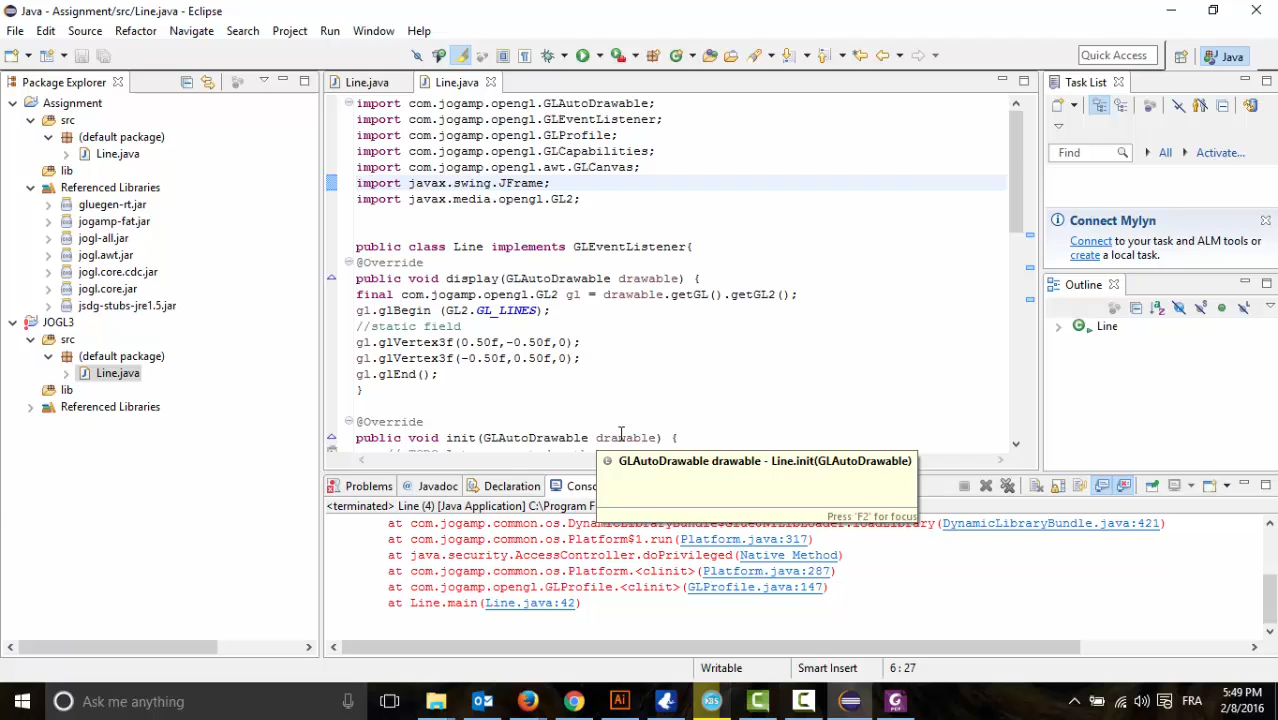 Java - Assignment/src/Line.java - Eclipse
File Edit Source Refactor Navigate Search Project Run Window Help
Quick Access
Java
Package Explorer
Assignment
src
(default package)
Line.java
lib
Referenced Libraries
gluegen-rt.jar
jogamp-fat.jar
jogl-all.jar
jogl.awt.jar
jogl.core.cdc.jar
jogl.core.jar
jsdg-stubs-jre1.5.jar
JOGL3
src
(default package)
Line.java
lib
Referenced Libraries
Line.java
Line.java
import com.jogamp.opengl.GLAutoDrawable;
import com.jogamp.opengl.GLEventListener;
import com.jogamp.opengl.GLProfile;
import com.jogamp.opengl.GLCapabilities;
import com.jogamp.opengl.awt.GLCanvas;
import javax.swing.JFrame;
import javax.media.opengl.GL2;
public class Line implements GLEventListener{
@Override
public void display(GLAutoDrawable drawable) {
final com.jogamp.opengl.GL2 gl = drawable.getGL().getGL2();
gl.glBegin (GL2.GL_LINES);
//static field
gl.glVertex3f(0.50f,-0.50f,0);
gl.glVertex3f(-0.50f,0.50f,0);
gl.glEnd();
}
@Override
public void init(GLAutoDrawable drawable) {
GLAutoDrawable drawable - Line.init(GLAutoDrawable)
Press 'F2' for focus
Task List
Find
All
Activate...
Connect Mylyn
Connect to your task and ALM tools or
create a local task.
Outline
Line
Problems
Javadoc
Declaration
Conso
<terminated> Line (4) [Java Application] C:\Program F
at com.jogamp.common.os.Platform$1.run(Platform.java:317)
at java.security.AccessController.doPrivileged(Native Method)
at com.jogamp.common.os.Platform.<clinit>(Platform.java:287)
at com.jogamp.opengl.GLProfile.<clinit>(GLProfile.java:147)
at Line.main(Line.java:42)
Writable
Smart Insert
6 : 27
Ask me anything
FRA
5:49 PM
2/8/2016